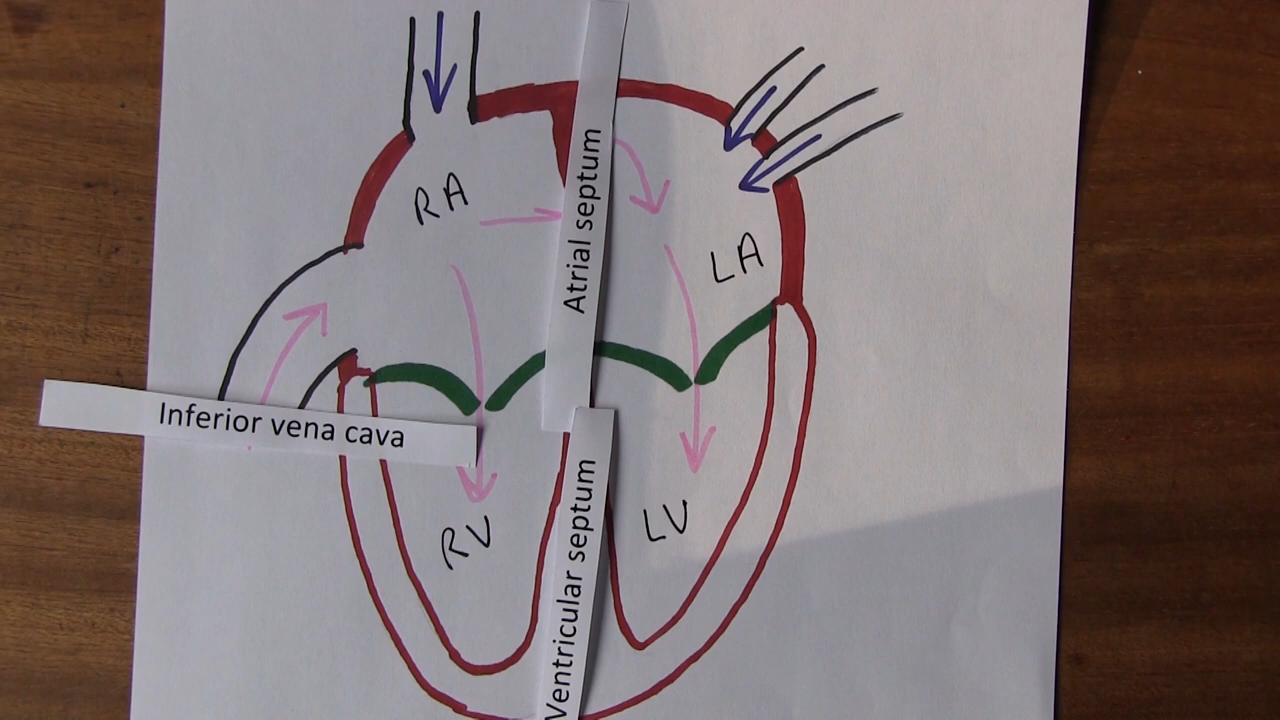 RA
Atrial septum
LA
Inferior vena cava
RV
LV
Ventricular septum